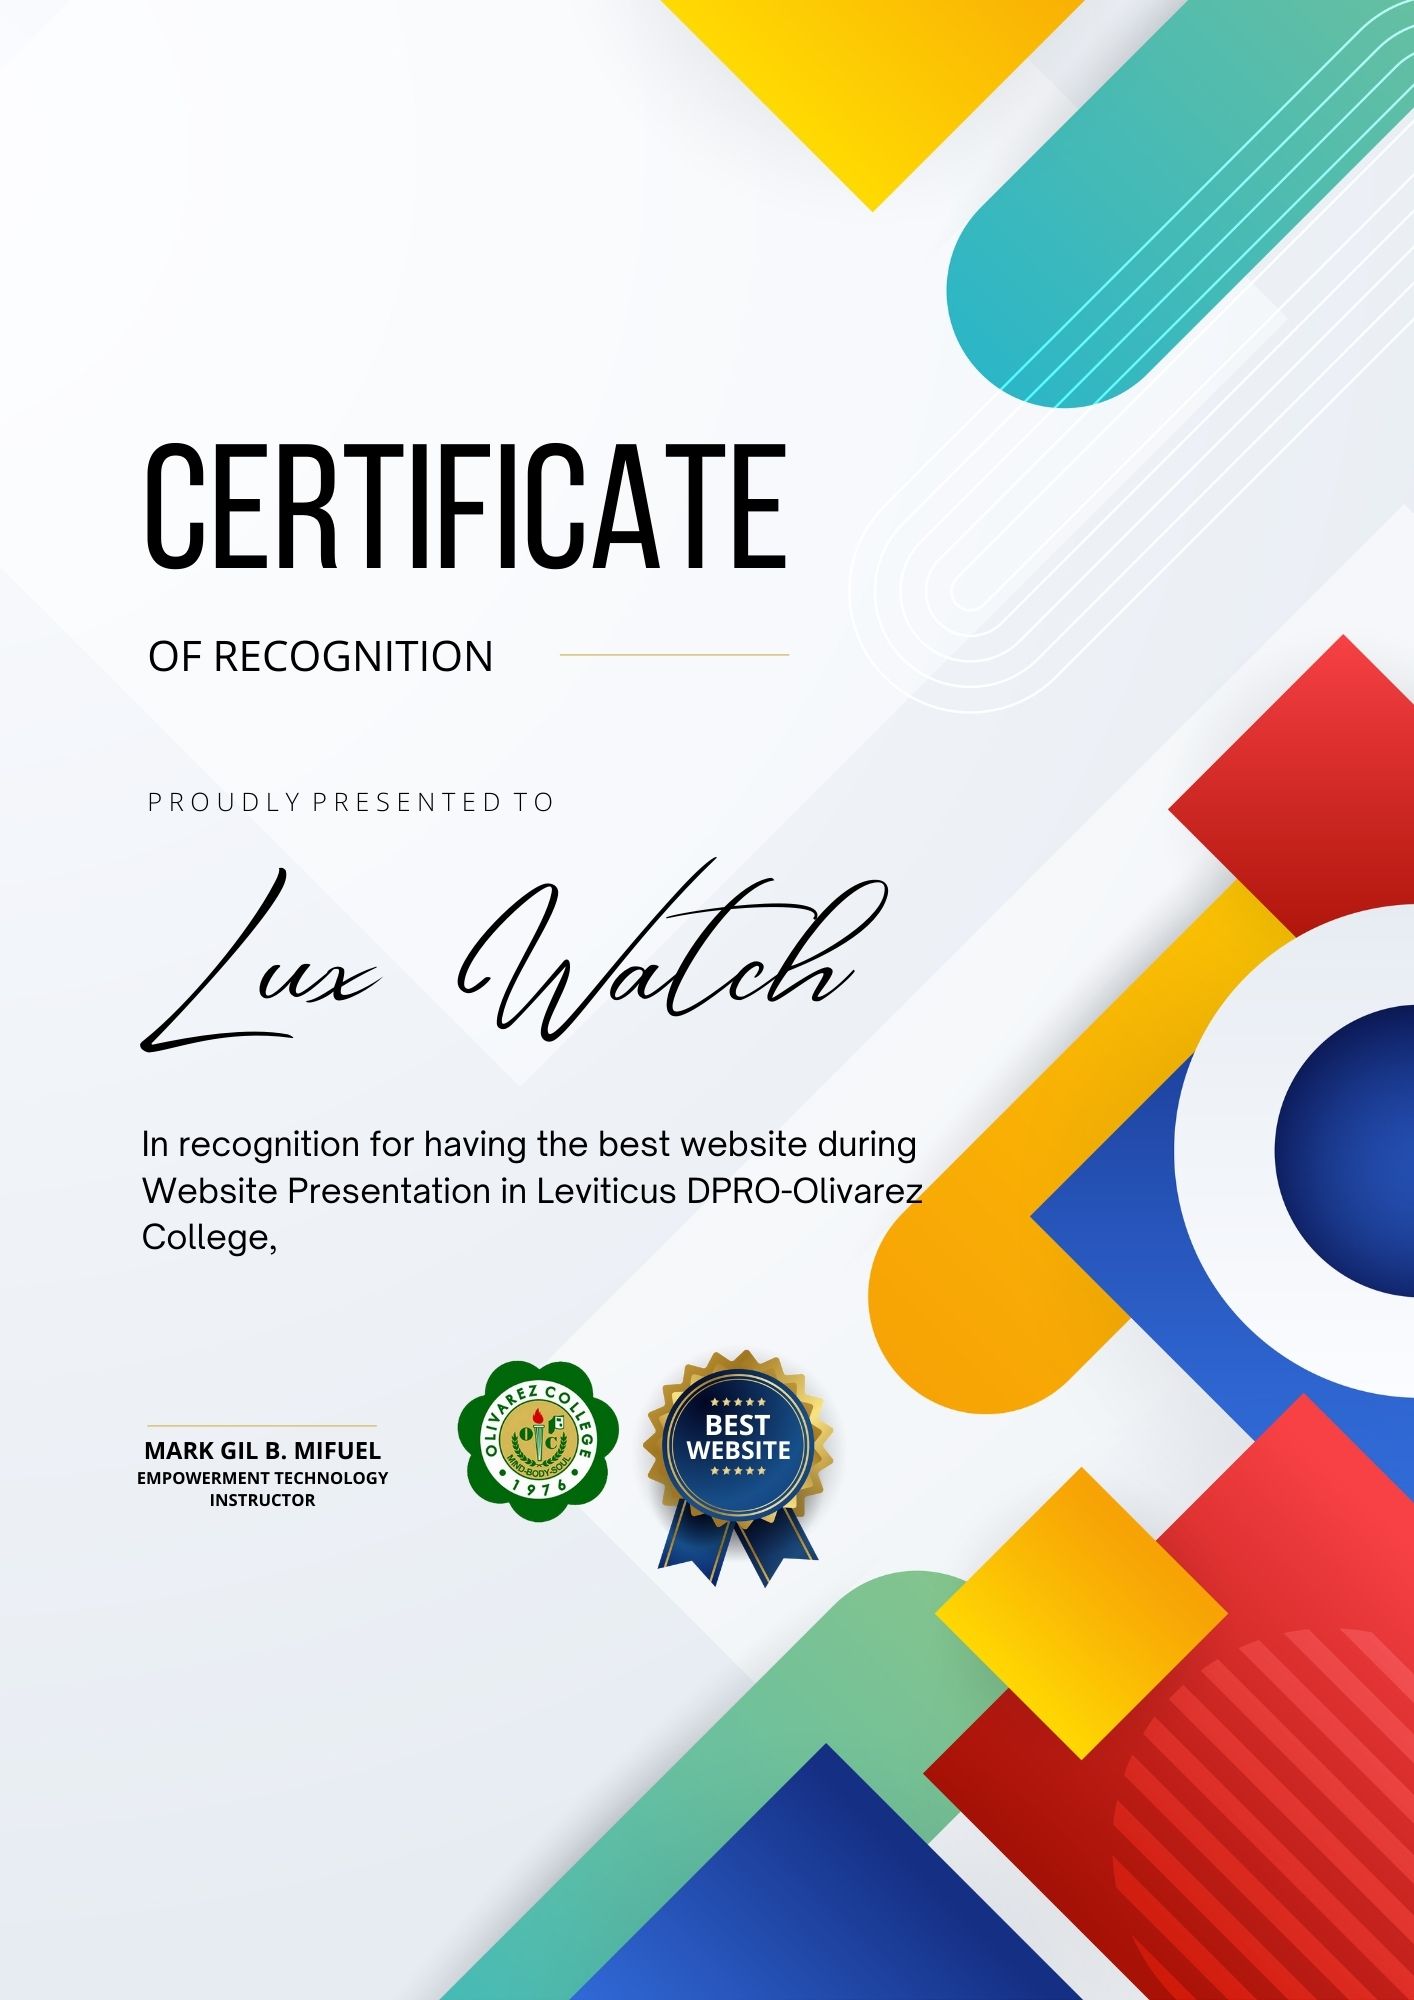 CERTIFICATE
OF RECOGNITION
PROUDLY PRESENTED TO
Lux Watch
In recognition for having the best website during
Website Presentation in Leviticus DPRO-Olivarez
College,
MARK GIL B. MIFUEL
EMPOWERMENT TECHNOLOGY
INSTRUCTOR
OLIVAREZ COLLEGE
O C
MIND-BODY-SOUL
• 1976 •
BEST
WEBSITE